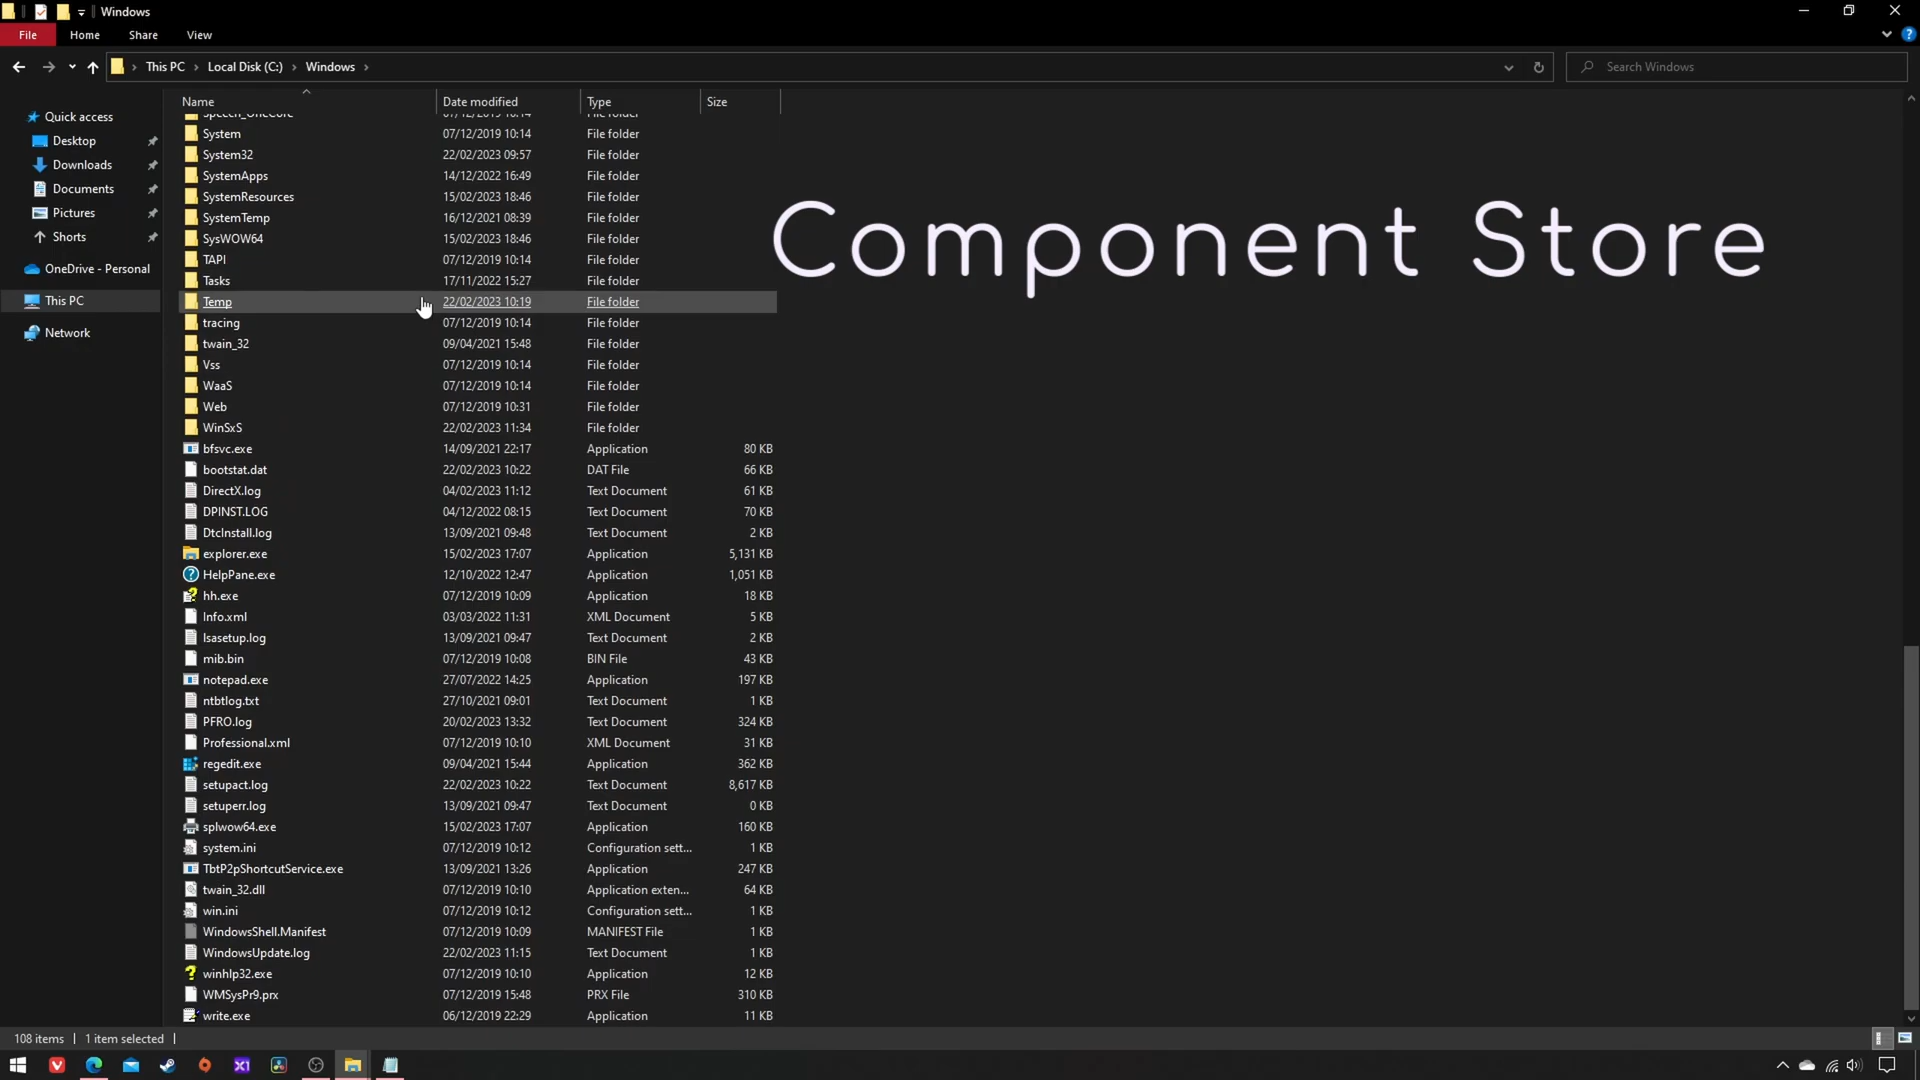 Windows
File Home Share View
This PC Local Disk (C:) Windows
Search Windows
Name Date modified Type Size
Quick access
Desktop
Downloads
Documents
Pictures
Shorts
OneDrive - Personal
This PC
Network
Speech_OneCore 07/12/2019 10:14 File folder
System 07/12/2019 10:14 File folder
System32 22/02/2023 09:57 File folder
SystemApps 14/12/2022 16:49 File folder
SystemResources 15/02/2023 18:46 File folder
SystemTemp 16/12/2021 08:39 File folder
SysWOW64 15/02/2023 18:46 File folder
TAPI 07/12/2019 10:14 File folder
Tasks 17/11/2022 15:27 File folder
Temp 22/02/2023 10:19 File folder
tracing 07/12/2019 10:14 File folder
twain_32 09/04/2021 15:48 File folder
Vss 07/12/2019 10:14 File folder
WaaS 07/12/2019 10:14 File folder
Web 07/12/2019 10:31 File folder
WinSxS 22/02/2023 11:34 File folder
bfsvc.exe 14/09/2021 22:17 Application 80 KB
bootstat.dat 22/02/2023 10:22 DAT File 66 KB
DirectX.log 04/02/2023 11:12 Text Document 61 KB
DPINST.LOG 04/12/2022 08:15 Text Document 70 KB
DtcInstall.log 13/09/2021 09:48 Text Document 2 KB
explorer.exe 15/02/2023 17:07 Application 5,131 KB
HelpPane.exe 12/10/2022 12:47 Application 1,051 KB
hh.exe 07/12/2019 10:09 Application 18 KB
Info.xml 03/03/2022 11:31 XML Document 5 KB
lsasetup.log 13/09/2021 09:47 Text Document 2 KB
mib.bin 07/12/2019 10:08 BIN File 43 KB
notepad.exe 27/07/2022 14:25 Application 197 KB
ntbtlog.txt 27/10/2021 09:01 Text Document 1 KB
PFRO.log 20/02/2023 13:32 Text Document 324 KB
Professional.xml 07/12/2019 10:10 XML Document 31 KB
regedit.exe 09/04/2021 15:44 Application 362 KB
setupact.log 22/02/2023 10:22 Text Document 8,617 KB
setuperr.log 13/09/2021 09:47 Text Document 0 KB
splwow64.exe 15/02/2023 17:07 Application 160 KB
system.ini 07/12/2019 10:12 Configuration sett... 1 KB
TbtP2pShortcutService.exe 13/09/2021 13:26 Application 247 KB
twain_32.dll 07/12/2019 10:10 Application exten... 64 KB
win.ini 07/12/2019 10:12 Configuration sett... 1 KB
WindowsShell.Manifest 07/12/2019 10:09 MANIFEST File 1 KB
WindowsUpdate.log 22/02/2023 11:15 Text Document 1 KB
winhlp32.exe 07/12/2019 10:10 Application 12 KB
WMSysPr9.prx 07/12/2019 15:48 PRX File 310 KB
write.exe 06/12/2019 22:29 Application 11 KB
Component Store
108 items 1 item selected